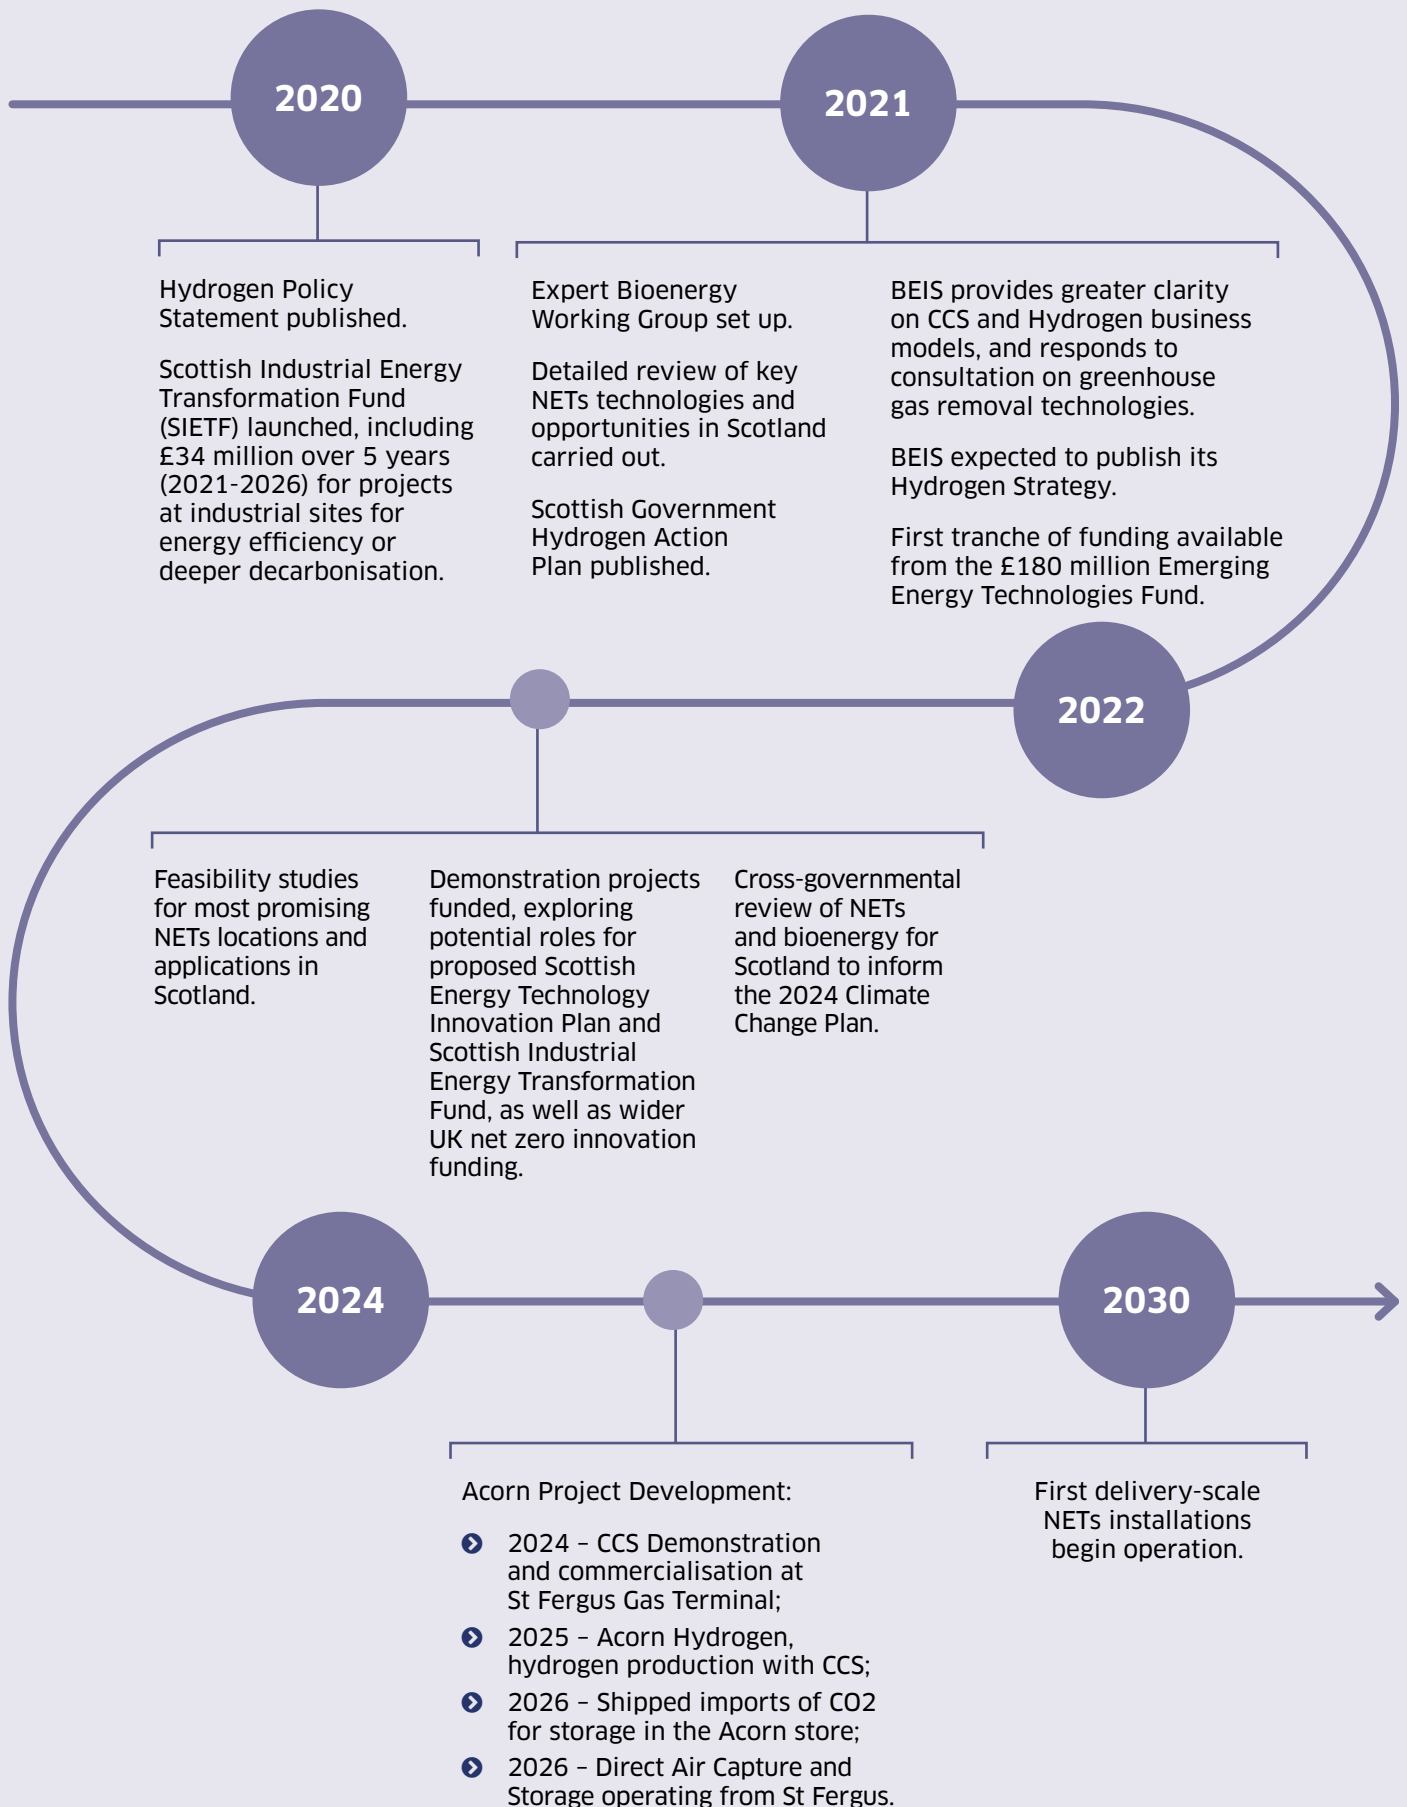 2020
2021
Hydrogen Policy
Statement published.
Scottish Industrial Energy
Transformation Fund
(SIETF) launched, including
£34 million over 5 years
(2021-2026) for projects
at industrial sites for
energy efficiency or
deeper decarbonisation.
Expert Bioenergy
Working Group set up.
Detailed review of key
NETs technologies and
opportunities in Scotland
carried out.
Scottish Government
Hydrogen Action
Plan published.
BEIS provides greater clarity
on CCS and Hydrogen business
models, and responds to
consultation on greenhouse
gas removal technologies.
BEIS expected to publish its
Hydrogen Strategy.
First tranche of funding available
from the £180 million Emerging
Energy Technologies Fund.
2022
Feasibility studies
for most promising
NETs locations and
applications in
Scotland.
Demonstration projects
funded, exploring
potential roles for
proposed Scottish
Energy Technology
Innovation Plan and
Scottish Industrial
Energy Transformation
Fund, as well as wider
UK net zero innovation
funding.
Cross-governmental
review of NETs
and bioenergy for
Scotland to inform
the 2024 Climate
Change Plan.
2024
2030
Acorn Project Development:
2024 – CCS Demonstration
and commercialisation at
St Fergus Gas Terminal;
2025 – Acorn Hydrogen,
hydrogen production with CCS;
2026 – Shipped imports of CO2
for storage in the Acorn store;
2026 – Direct Air Capture and
Storage operating from St Fergus.
First delivery-scale
NETs installations
begin operation.